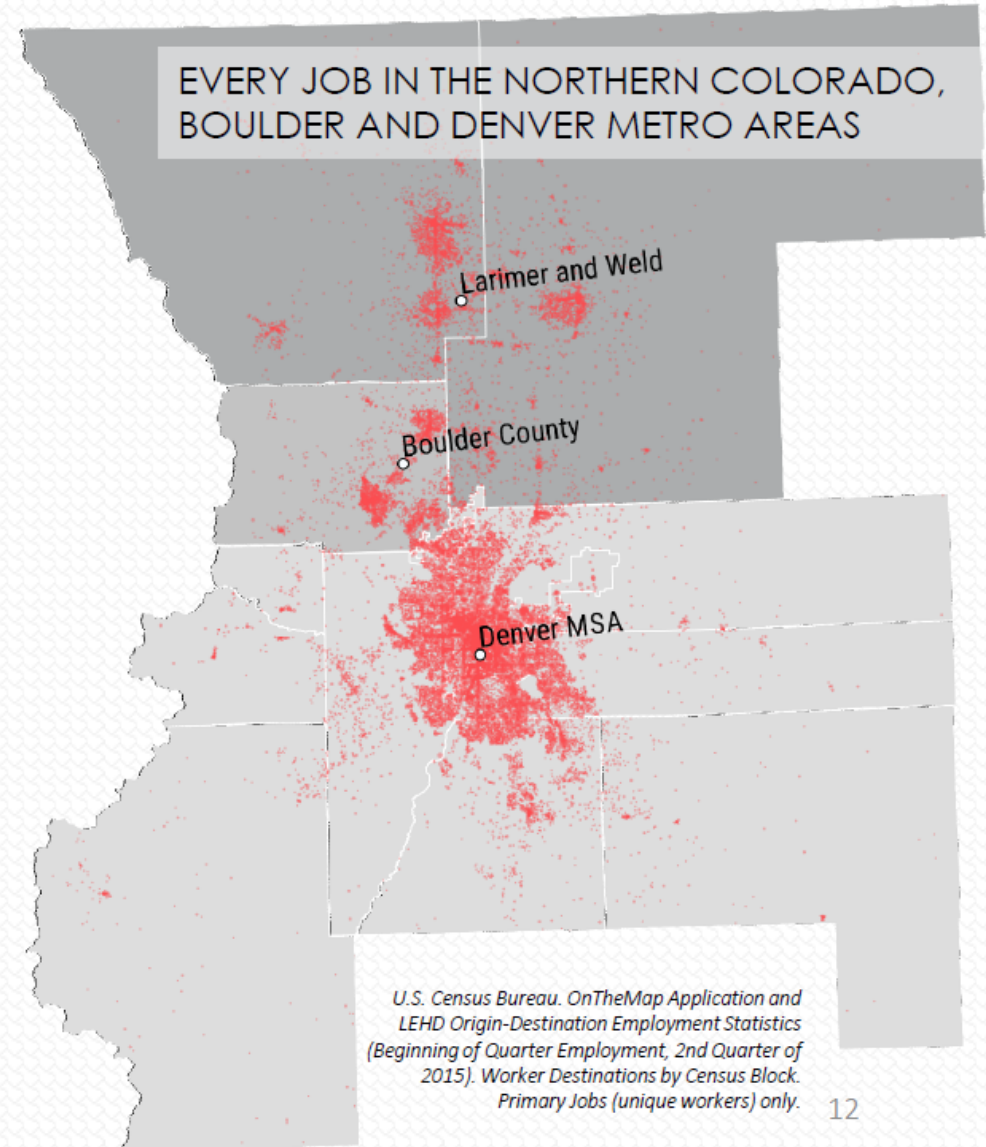 EVERY JOB IN THE NORTHERN COLORADO,
BOULDER AND DENVER METRO AREAS
Larimer and Weld
Boulder County
Denver MSA
U.S. Census Bureau. OnTheMap Application and
LEHD Origin-Destination Employment Statistics
(Beginning of Quarter Employment, 2nd Quarter of
2015). Worker Destinations by Census Block.
Primary Jobs (unique workers) only.
12